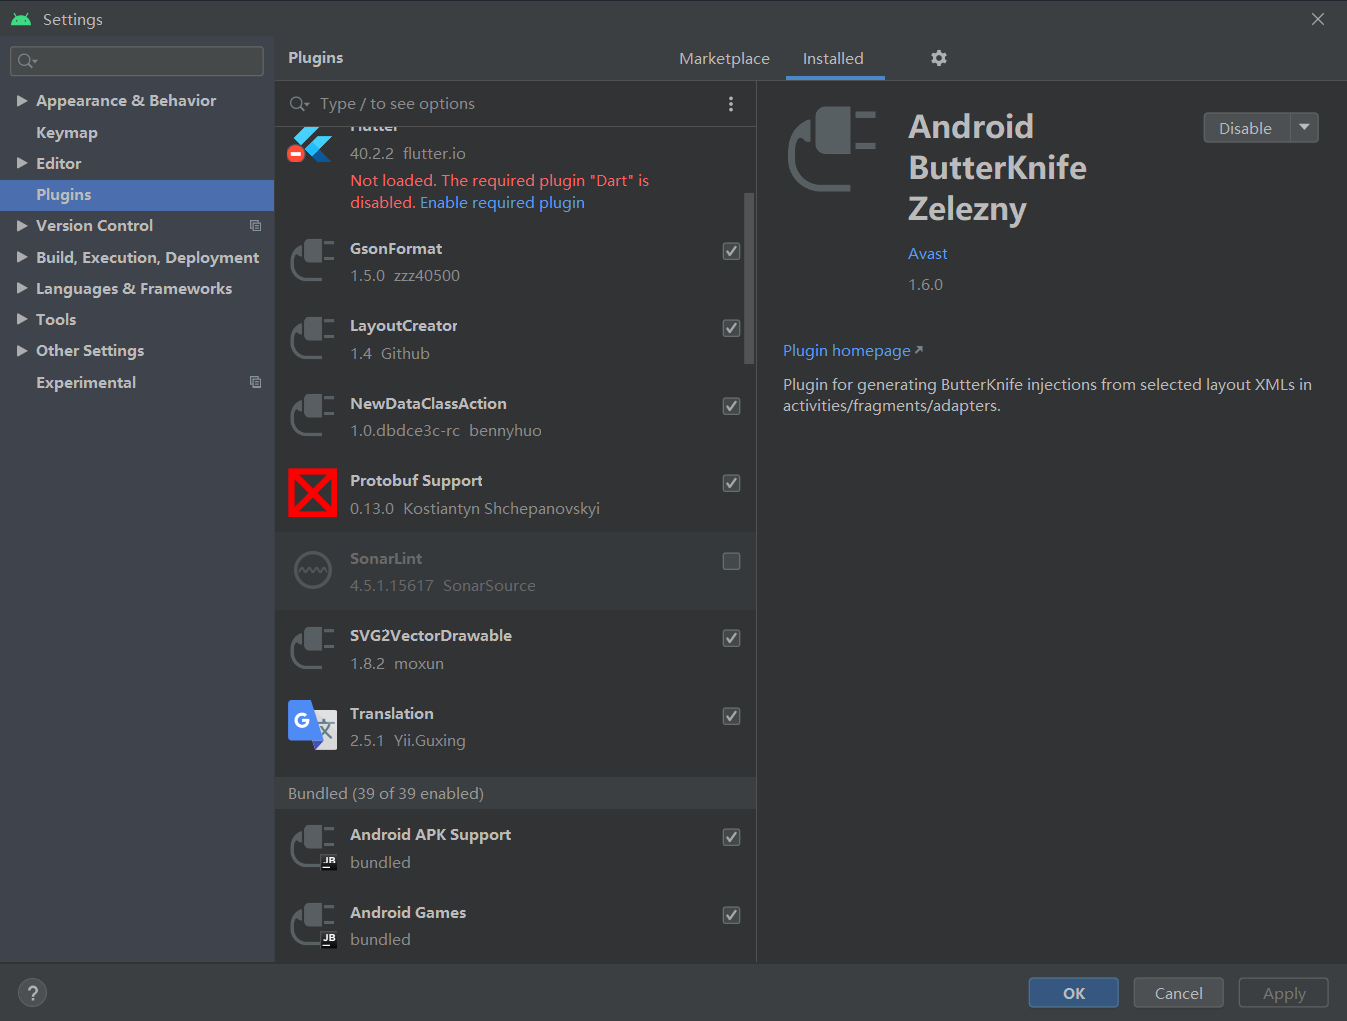 Settings
Plugins
Marketplace
Installed
Appearance & Behavior
Keymap
Editor
Plugins
Version Control
Build, Execution, Deployment
Languages & Frameworks
Tools
Other Settings
Experimental
Type / to see options
Flutter
40.2.2 flutter.io
Not loaded. The required plugin "Dart" is
disabled. Enable required plugin
GsonFormat
1.5.0 zzz40500
LayoutCreator
1.4 Github
NewDataClassAction
1.0.dbdce3c-rc bennyhuo
Protobuf Support
0.13.0 Kostiantyn Shchepanovskyi
SonarLint
4.5.1.15617 SonarSource
SVG2VectorDrawable
1.8.2 moxun
G 文
Translation
2.5.1 Yii.Guxing
Bundled (39 of 39 enabled)
Android APK Support
JB
bundled
Android Games
JB
bundled
Android
ButterKnife
Zelezny
Disable
Avast
1.6.0
Plugin homepage
Plugin for generating ButterKnife injections from selected layout XMLs in
activities/fragments/adapters.
?
OK
Cancel
Apply